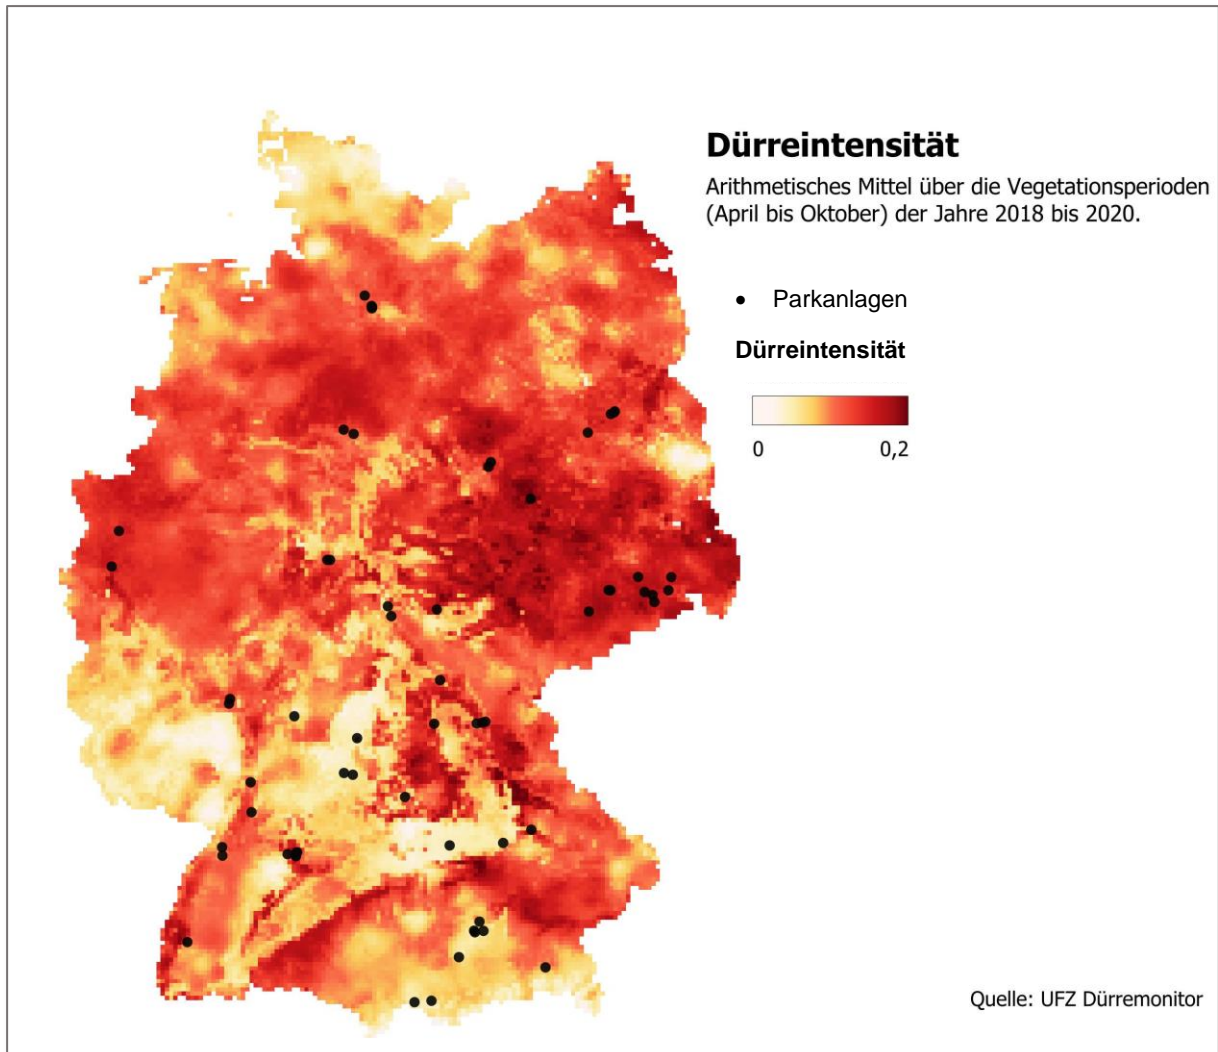 Dürreintensität
Arithmetisches Mittel über die Vegetationsperioden
(April bis Oktober) der Jahre 2018 bis 2020.
Parkanlagen
Dürreintensität
0 0,2
Quelle: UFZ Dürremonitor